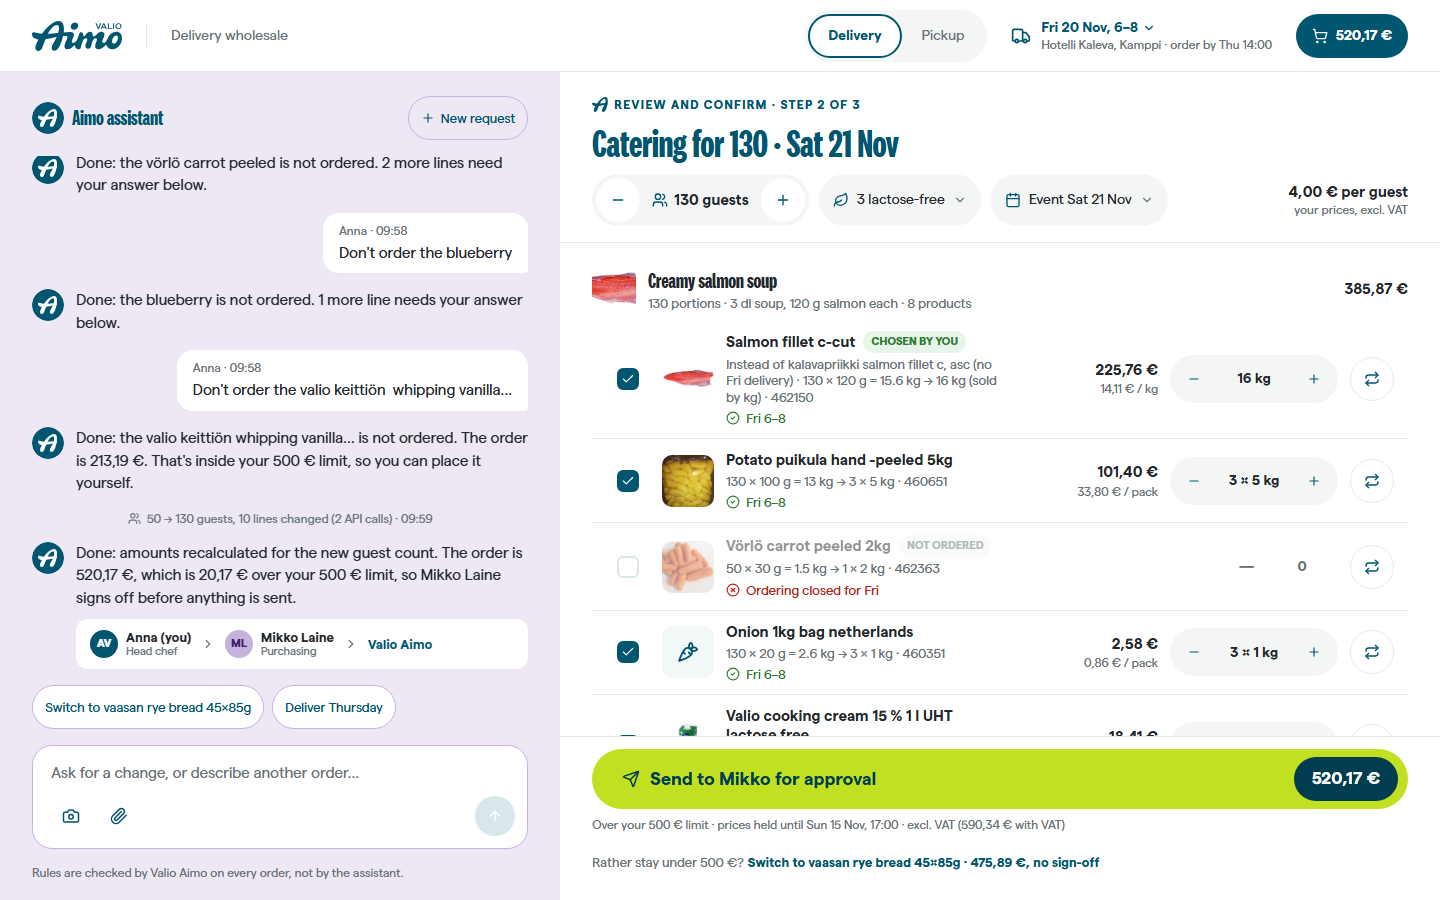 VALIO
Aimo
Delivery wholesale
Delivery
Pickup
Fri 20 Nov, 6–8
Hotelli Kaleva, Kamppi · order by Thu 14:00
520,17 €
Aimo assistant
+ New request
Done: the vörlö carrot peeled is not ordered. 2 more lines need
your answer below.
Anna · 09:58
Don't order the blueberry
Done: the blueberry is not ordered. 1 more line needs your answer
below.
Anna · 09:58
Don't order the valio keittiön whipping vanilla...
Done: the valio keittiön whipping vanilla... is not ordered. The order
is 213,19 €. That's inside your 500 € limit, so you can place it
yourself.
50 → 130 guests, 10 lines changed (2 API calls) · 09:59
Done: amounts recalculated for the new guest count. The order is
520,17 €, which is 20,17 € over your 500 € limit, so Mikko Laine
signs off before anything is sent.
AV
Anna (you)
Head chef
ML
Mikko Laine
Purchasing
Valio Aimo
Switch to vaasan rye bread 45×85g
Deliver Thursday
Ask for a change, or describe another order...
Rules are checked by Valio Aimo on every order, not by the assistant.
REVIEW AND CONFIRM · STEP 2 OF 3
Catering for 130 · Sat 21 Nov
− 130 guests +
3 lactose-free
Event Sat 21 Nov
4,00 € per guest
your prices, excl. VAT
Creamy salmon soup
130 portions · 3 dl soup, 120 g salmon each · 8 products
385,87 €
Salmon fillet c-cut CHOSEN BY YOU
Instead of kalavapriikki salmon fillet c, asc (no
Fri delivery) · 130 × 120 g = 15.6 kg → 16 kg (sold
by kg) · 462150
Fri 6–8
225,76 €
14,11 € / kg
− 16 kg +
Potato puikula hand -peeled 5kg
130 × 100 g = 13 kg → 3 × 5 kg · 460651
Fri 6–8
101,40 €
33,80 € / pack
− 3 × 5 kg +
Vörlö carrot peeled 2kg NOT ORDERED
50 × 30 g = 1.5 kg → 1 × 2 kg · 462363
Ordering closed for Fri
— 0
Onion 1kg bag netherlands
130 × 20 g = 2.6 kg → 3 × 1 kg · 460351
Fri 6–8
2,58 €
0,86 € / pack
− 3 × 1 kg +
Valio cooking cream 15 % 1 l UHT
lactose free
18,41 €
Send to Mikko for approval
520,17 €
Over your 500 € limit · prices held until Sun 15 Nov, 17:00 · excl. VAT (590,34 € with VAT)
Rather stay under 500 €? Switch to vaasan rye bread 45×85g · 475,89 €, no sign-off